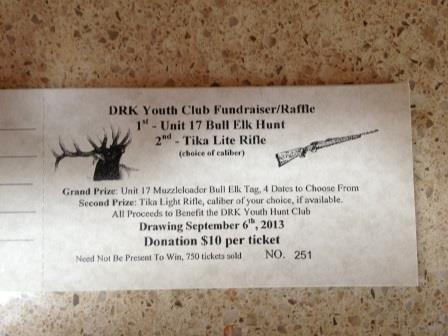 DRK Youth Club Fundraiser/Raffle
1st - Unit 17 Bull Elk Hunt
2nd - Tika Lite Rifle
(choice of caliber)
Grand Prize: Unit 17 Muzzleloader Bull Elk Tag, 4 Dates to Choose From
Second Prize: Tika Light Rifle, caliber of your choice, if available.
All Proceeds to Benefit the DRK Youth Hunt Club
Drawing September 6th, 2013
Donation $10 per ticket
Need Not Be Present To Win, 750 tickets sold NO. 251